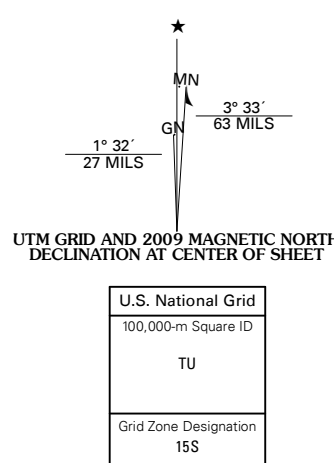 ★
MN
3° 33´
63 MILS
GN
1° 32´
27 MILS
UTM GRID AND 2009 MAGNETIC NORTH
DECLINATION AT CENTER OF SHEET
U.S. National Grid
100,000-m Square ID
TU
Grid Zone Designation
15S